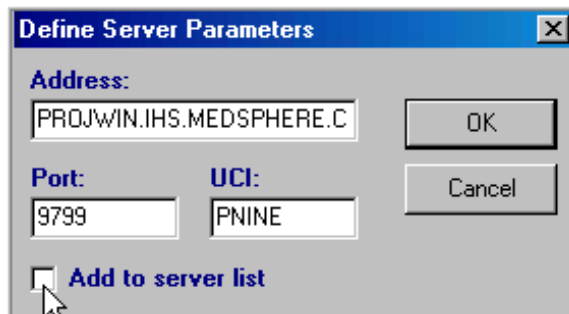 Define Server Parameters
Address:
PROJWIN.IHS.MEDSPHERE.C
OK
Port:
UCI:
9799
PNINE
Cancel
Add to server list